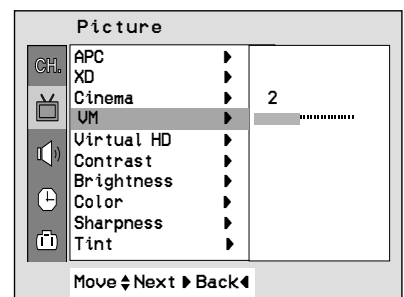 Picture
CH.
APC
XD
Cinema
2
VM
Virtual HD
Contrast
Brightness
Color
Sharpness
Tint
Move Next Back